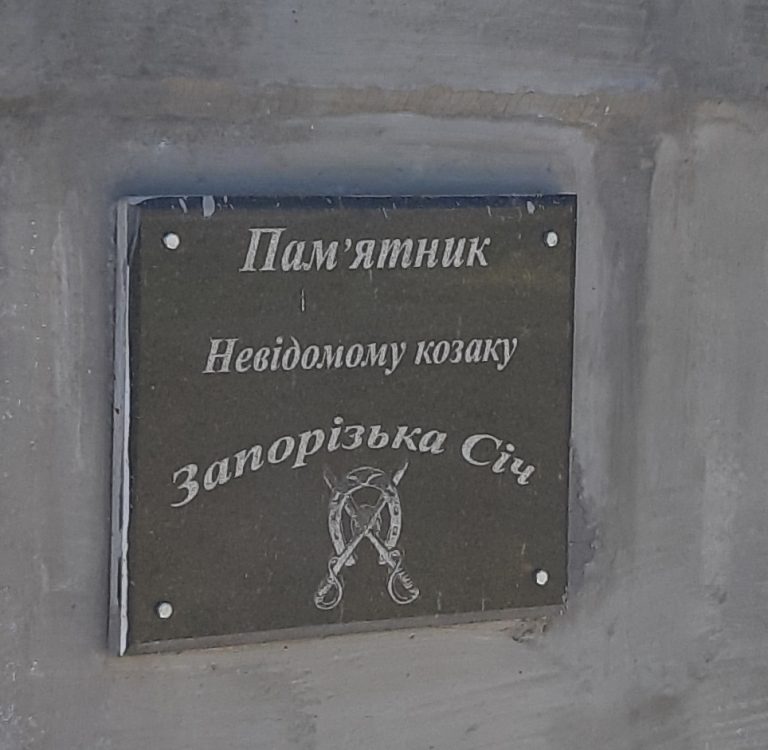 Пам’ятник
Невідомому козаку
Запорізька Січ